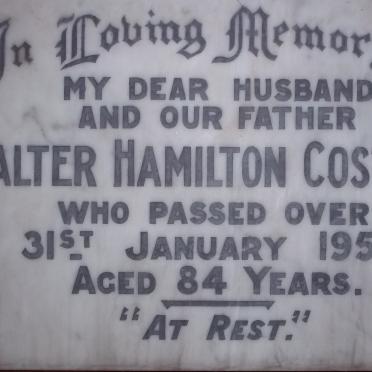 In Loving Memor
MY DEAR HUSBAND
AND OUR FATHER
ALTER HAMILTON COS
WHO PASSED OVER
31ST JANUARY 195
AGED 84 YEARS.
"AT REST."